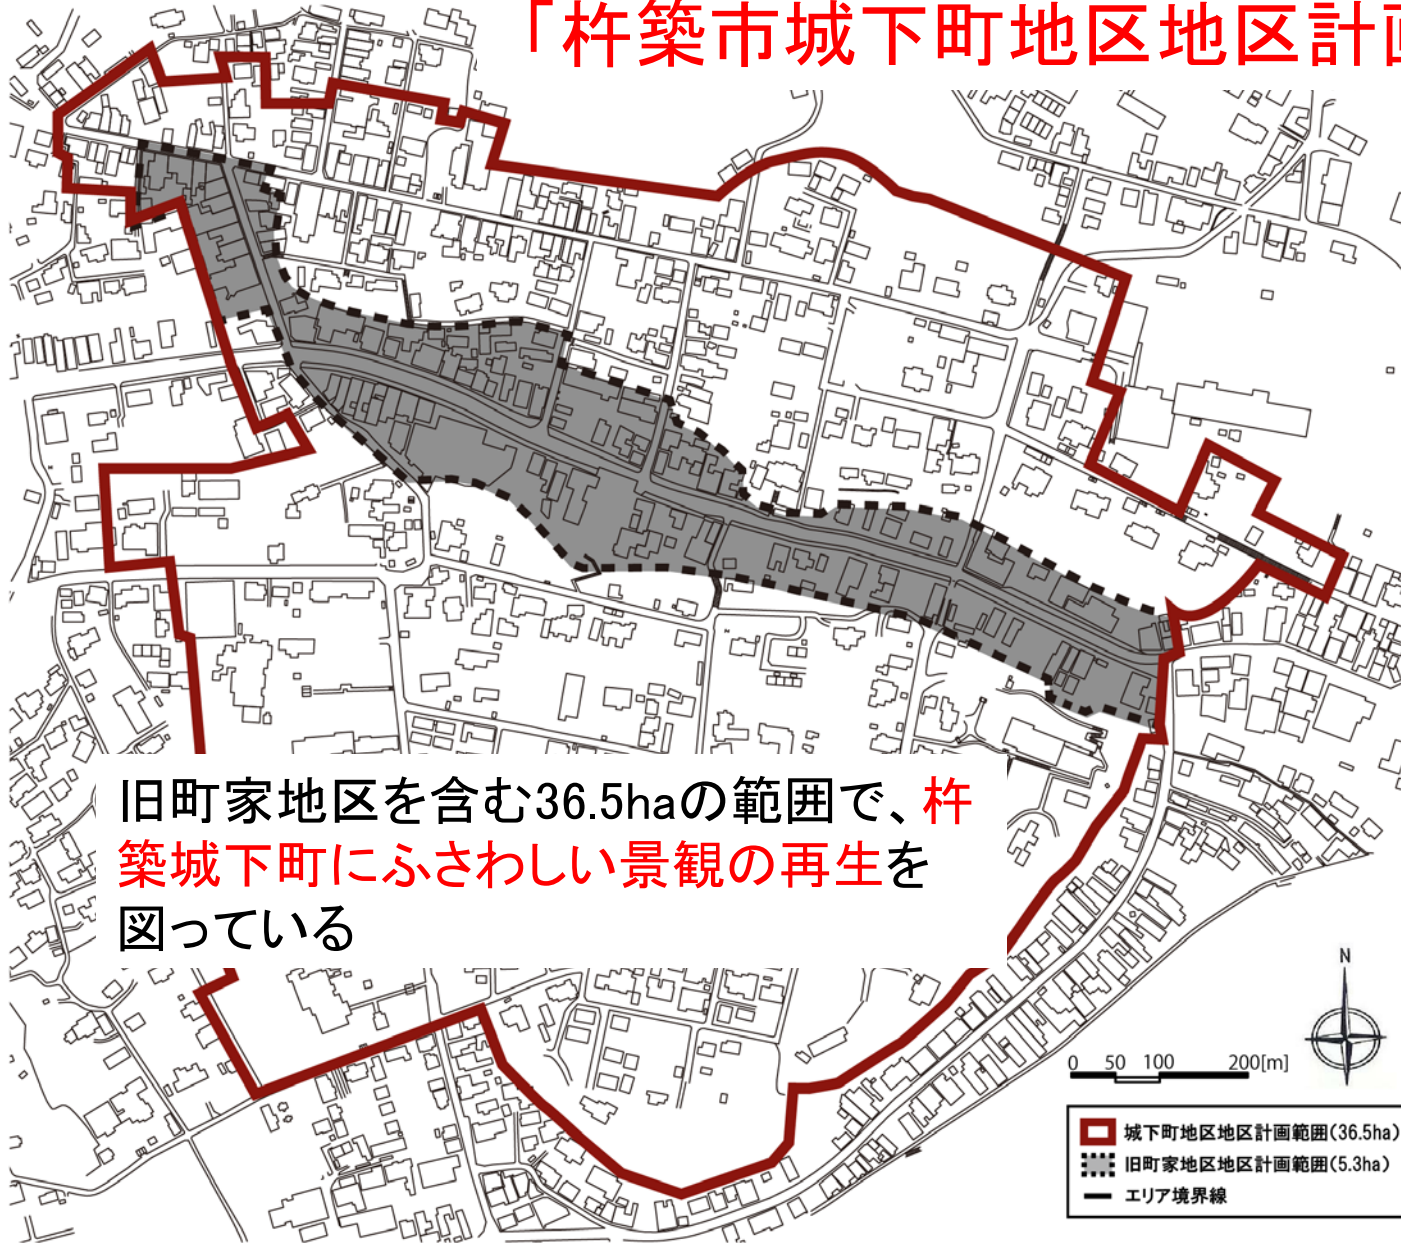 「杵築市城下町地区地区計画
旧町家地区を含む36.5haの範囲で、杵
築城下町にふさわしい景観の再生を
図っている
N
0 50 100 200[m]
城下町地区地区計画範囲(36.5ha)
旧町家地区地区計画範囲(5.3ha)
エリア境界線